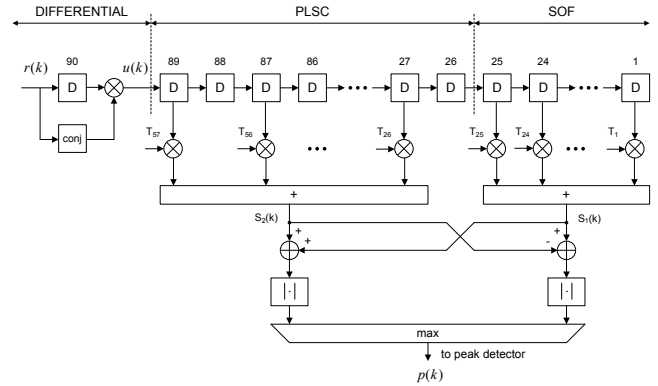 DIFFERENTIAL PLSC SOF
r(k) 90 u(k) 89 88 87 86 27 26 25 24 1
D D D D D D D D D D
conj
T57 T56 T26 T25 T24 T1
+ +
S2(k) S1(k)
+ + + -
|·| |·|
max
to peak detector
p(k)